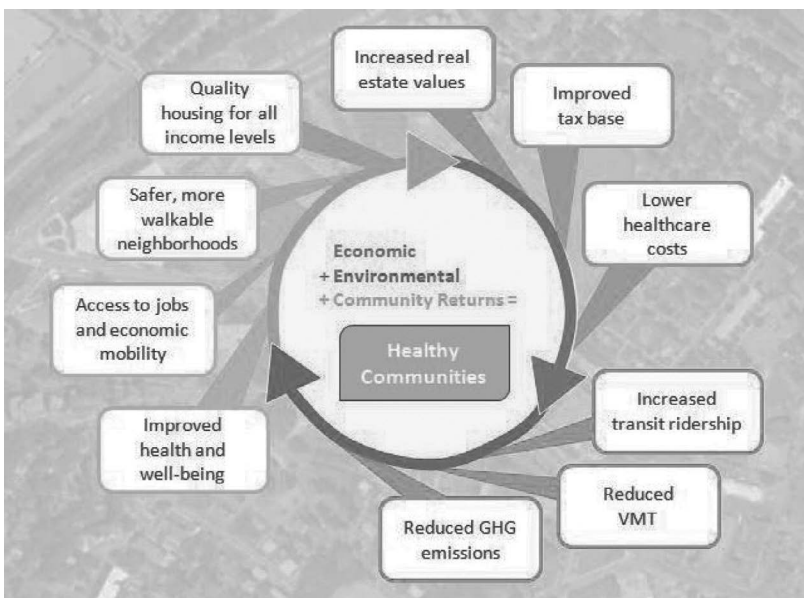 Increased real
estate values
Improved
tax base
Lower
healthcare
costs
Increased
transit ridership
Reduced
VMT
Reduced GHG
emissions
Improved
health and
well-being
Access to jobs
and economic
mobility
Safer, more
walkable
neighborhoods
Quality
housing for all
income levels
Economic
+ Environmental
+ Community Returns =
Healthy
Communities